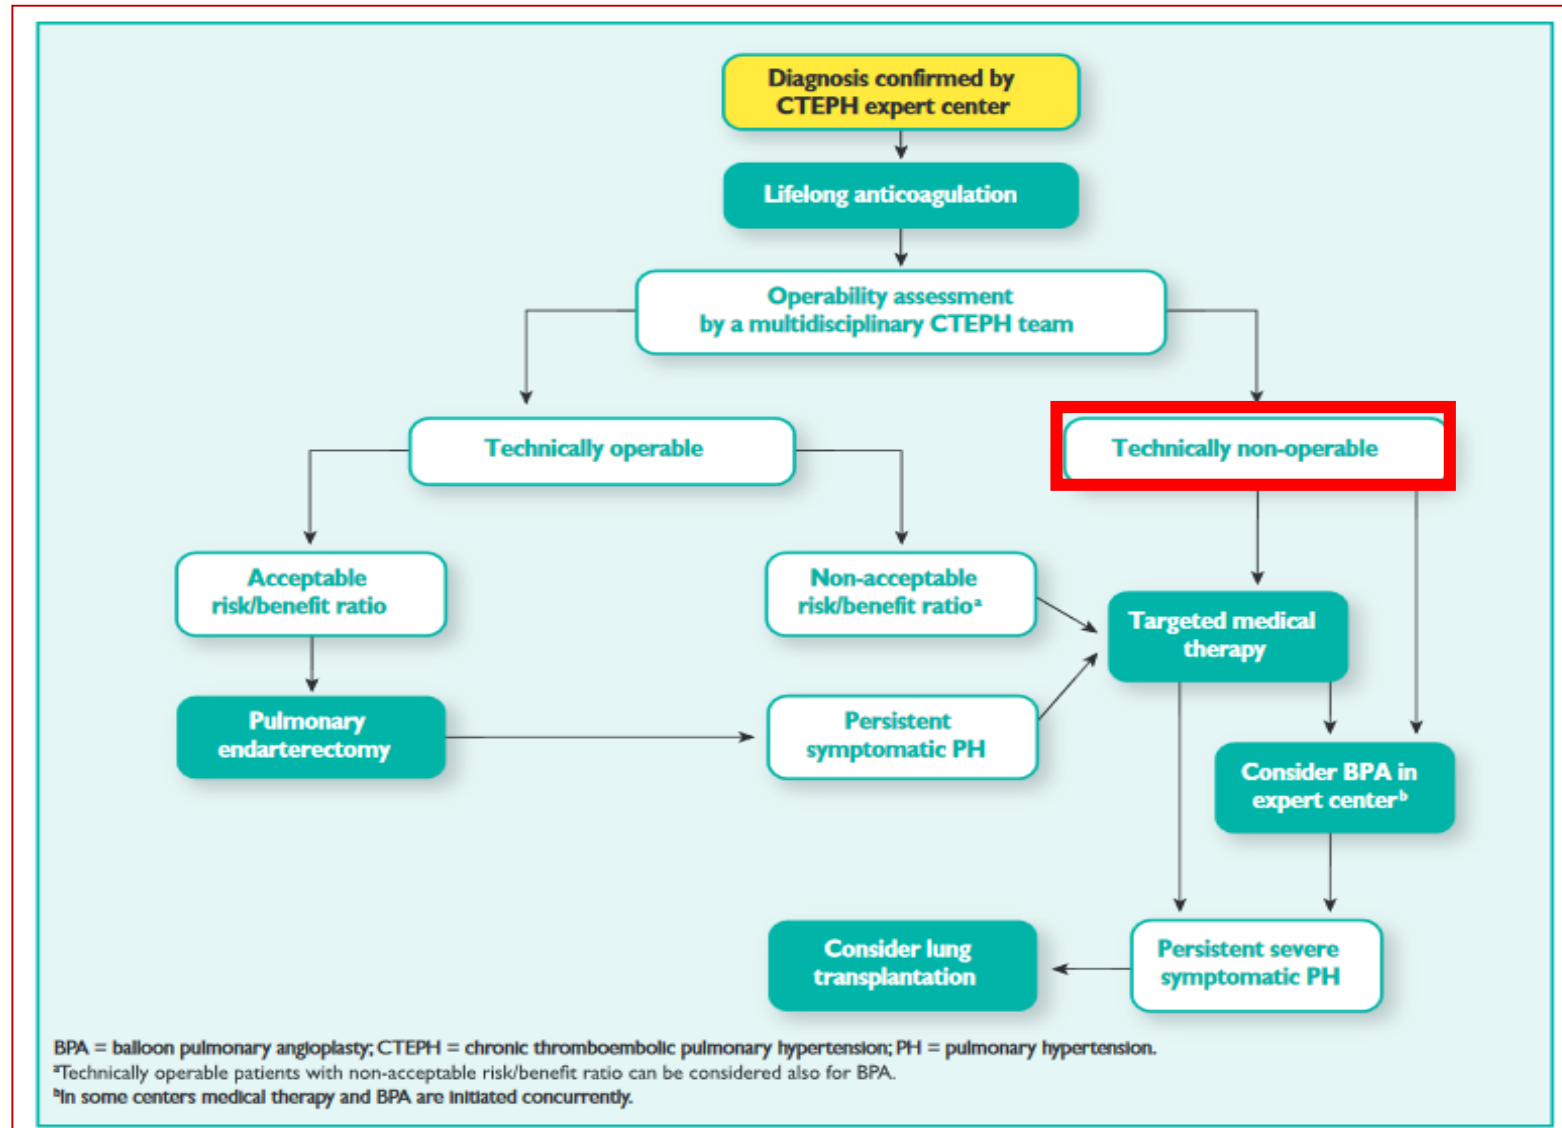 Diagnosis confirmed by
CTEPH expert center
Lifelong anticoagulation
Operability assessment
by a multidisciplinary CTEPH team
Technically operable
Technically non-operable
Acceptable
risk/benefit ratio
Non-acceptable
risk/benefit ratioᵃ
Targeted medical
therapy
Pulmonary
endarterectomy
Persistent
symptomatic PH
Consider BPA in
expert centerᵇ
Consider lung
transplantation
Persistent severe
symptomatic PH
BPA = balloon pulmonary angioplasty; CTEPH = chronic thromboembolic pulmonary hypertension; PH = pulmonary hypertension.
ᵃTechnically operable patients with non-acceptable risk/benefit ratio can be considered also for BPA.
ᵇIn some centers medical therapy and BPA are initiated concurrently.